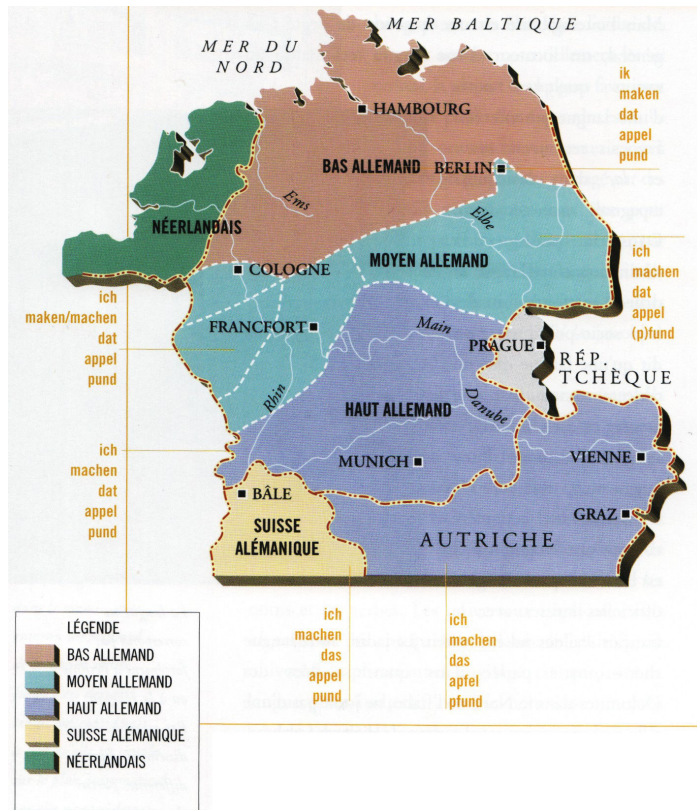 MER BALTIQUE
MER DU
NORD
HAMBOURG
ik
maken
dat
appel
pund
BAS ALLEMAND
BERLIN
Ems
Elbe
NÉERLANDAIS
MOYEN ALLEMAND
COLOGNE
ich
machen
dat
appel
(p)fund
ich
maken/machen
dat
appel
pund
FRANCFORT
Main
PRAGUE
RÉP.
TCHÈQUE
Rhin
Danube
HAUT ALLEMAND
ich
machen
dat
appel
pund
MUNICH
VIENNE
BÂLE
GRAZ
SUISSE
ALÉMANIQUE
AUTRICHE
ich
machen
das
appel
pund
ich
machen
das
apfel
pfund
LÉGENDE
BAS ALLEMAND
MOYEN ALLEMAND
HAUT ALLEMAND
SUISSE ALÉMANIQUE
NÉERLANDAIS